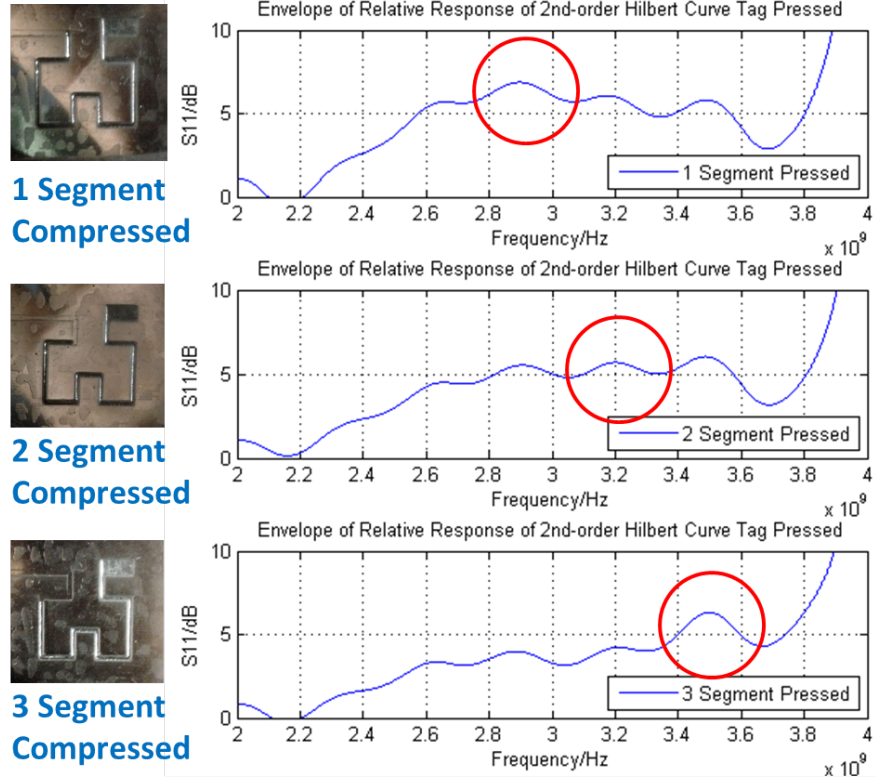 Envelope of Relative Response of 2nd-order Hilbert Curve Tag Pressed
10
5
0
S11/dB
1 Segment Pressed
2 2.2 2.4 2.6 2.8 3 3.2 3.4 3.6 3.8 4
Frequency/Hz
x 10^9
1 Segment
Compressed
Envelope of Relative Response of 2nd-order Hilbert Curve Tag Pressed
10
5
0
S11/dB
2 Segment Pressed
2 2.2 2.4 2.6 2.8 3 3.2 3.4 3.6 3.8 4
Frequency/Hz
x 10^9
2 Segment
Compressed
Envelope of Relative Response of 2nd-order Hilbert Curve Tag Pressed
10
5
0
S11/dB
3 Segment Pressed
2 2.2 2.4 2.6 2.8 3 3.2 3.4 3.6 3.8 4
Frequency/Hz
x 10^9
3 Segment
Compressed